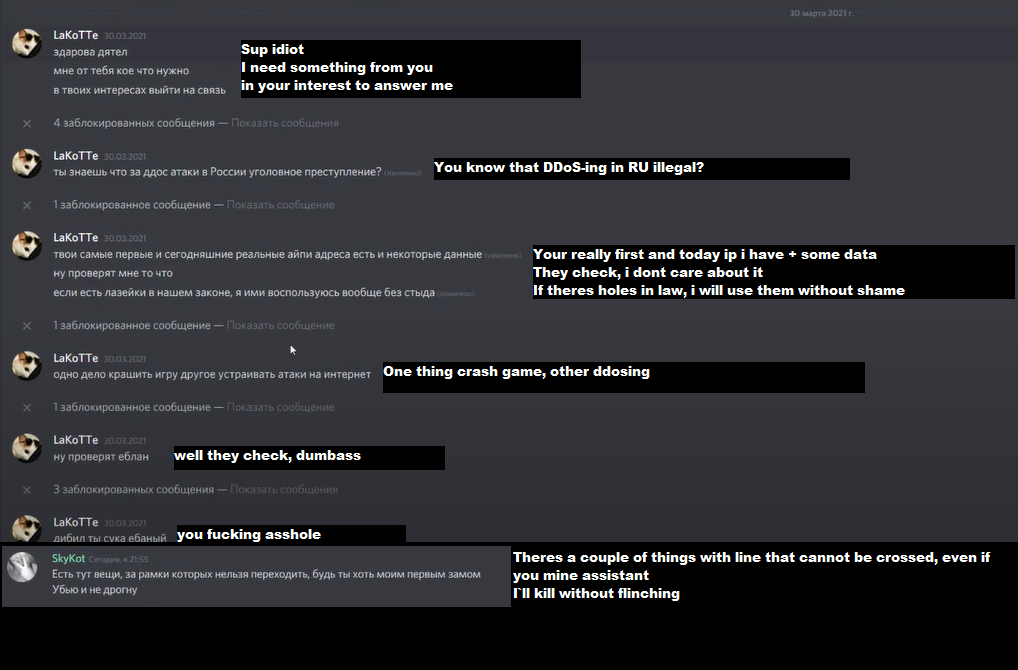 30 марта 2021 г.
LaKoTTe 30.03.2021
здарова дятел
мне от тебя кое что нужно
в твоих интересах выйти на связь
Sup idiot
I need something from you
in your interest to answer me
4 заблокированных сообщения — Показать сообщения
LaKoTTe 30.03.2021
ты знаешь что за ддос атаки в России уголовное преступление? (изменено)
You know that DDoS-ing in RU illegal?
1 заблокированное сообщение — Показать сообщения
LaKoTTe 30.03.2021
твои самые первые и сегодняшние реальные айпи адреса есть и некоторые данные (изменено)
ну проверят мне то что
если есть лазейки в нашем законе, я ими воспользуюсь вообще без стыда (изменено)
Your really first and today ip i have + some data
They check, i dont care about it
If theres holes in law, i will use them without shame
1 заблокированное сообщение — Показать сообщения
LaKoTTe 30.03.2021
одно дело крашить игру другое устраивать атаки на интернет
One thing crash game, other ddosing
1 заблокированное сообщение — Показать сообщения
LaKoTTe 30.03.2021
ну проверят еблан
well they check, dumbass
3 заблокированных сообщения — Показать сообщения
LaKoTTe 30.03.2021
дибил ты сука ебаный
you fucking asshole
SkyKot Сегодня, в 21:55
Есть тут вещи, за рамки которых нельзя переходить, будь ты хоть моим первым замом
Убью и не дрогну
Theres a couple of things with line that cannot be crossed, even if
you mine assistant
I`ll kill without flinching